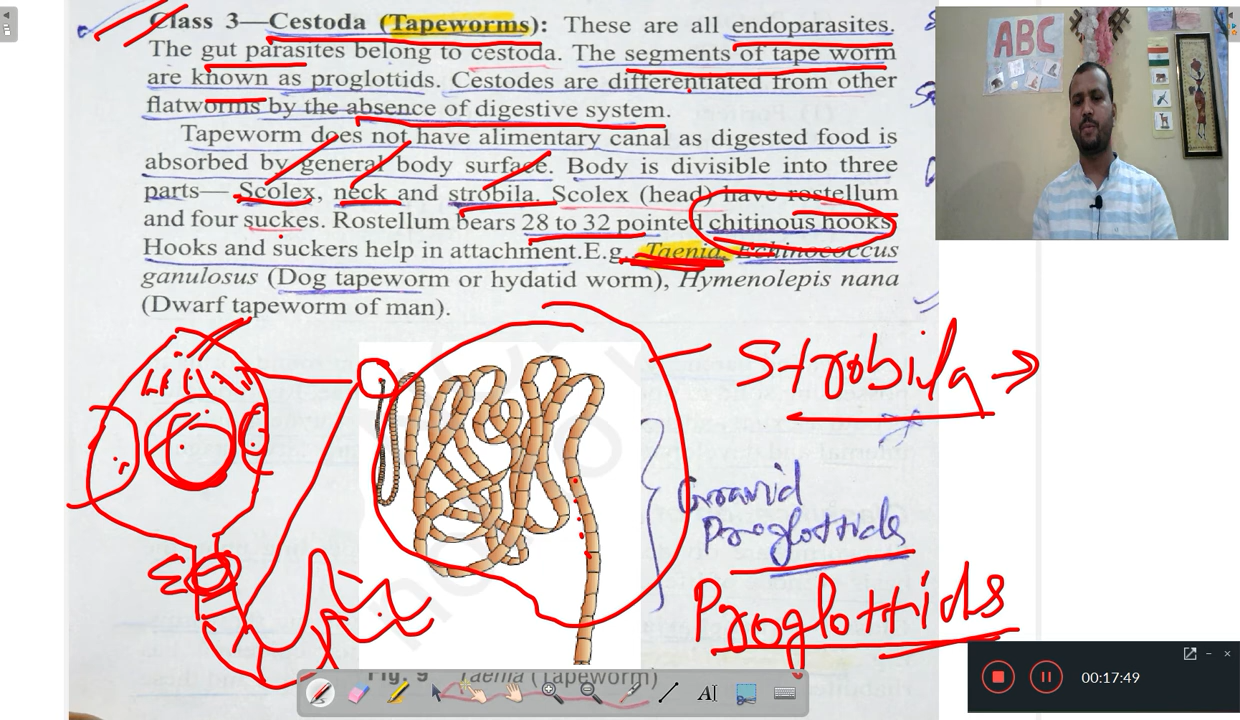 Class 3—Cestoda (Tapeworms): These are all endoparasites.
The gut parasites belong to cestoda. The segments of tape worm
are known as proglottids. Cestodes are differentiated from other
flatworms by the absence of digestive system.
Tapeworm does not have alimentary canal as digested food is
absorbed by general body surface. Body is divisible into three
parts— Scolex, neck and strobila. Scolex (head) have rostellum
and four suckes. Rostellum bears 28 to 32 pointed chitinous hooks
Hooks and suckers help in attachment.E.g. Taenia, Echinococcus
ganulosus (Dog tapeworm or hydatid worm), Hymenolepis nana
(Dwarf tapeworm of man).
Strobila
Gravid
Proglottids
Proglottids
Fig. 9 Taenia (Tapeworm)
ABC
00:17:49